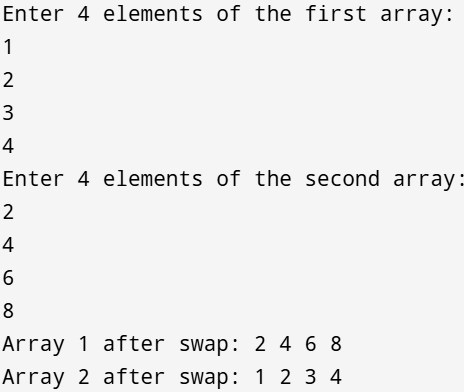 Enter 4 elements of the first array:
1
2
3
4
Enter 4 elements of the second array:
2
4
6
8
Array 1 after swap: 2 4 6 8
Array 2 after swap: 1 2 3 4